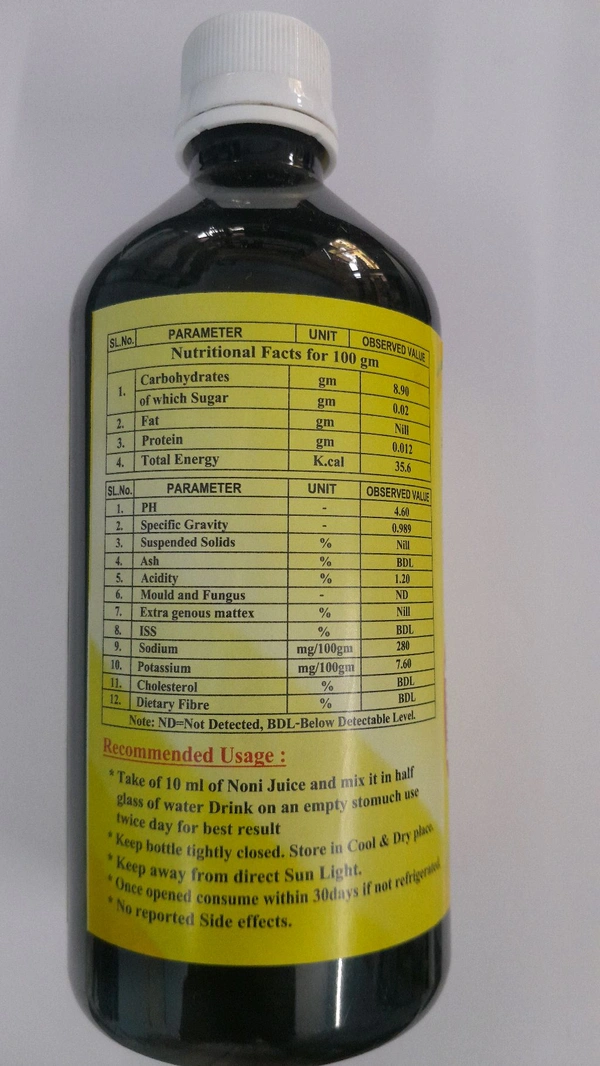 SL.No. PARAMETER UNIT OBSERVED VALUE
Nutritional Facts for 100 gm
1. Carbohydrates gm 8.90
of which Sugar gm 0.02
2. Fat gm Nill
3. Protein gm 0.012
4. Total Energy K.cal 35.6
SL.No. PARAMETER UNIT OBSERVED VALUE
1. PH - 4.60
2. Specific Gravity - 0.989
3. Suspended Solids % Nill
4. Ash % BDL
5. Acidity % 1.20
6. Mould and Fungus - ND
7. Extra genous mattex % Nill
8. ISS % BDL
9. Sodium mg/100gm 280
10. Potassium mg/100gm 7.60
11. Cholesterol % BDL
12. Dietary Fibre % BDL
Note: ND=Not Detected, BDL-Below Detectable Level.
Recommended Usage :
* Take of 10 ml of Noni Juice and mix it in half
glass of water Drink on an empty stomuch use
twice day for best result
* Keep bottle tightly closed. Store in Cool & Dry place.
* Keep away from direct Sun Light.
* Once opened consume within 30days if not refrigerated
* No reported Side effects.